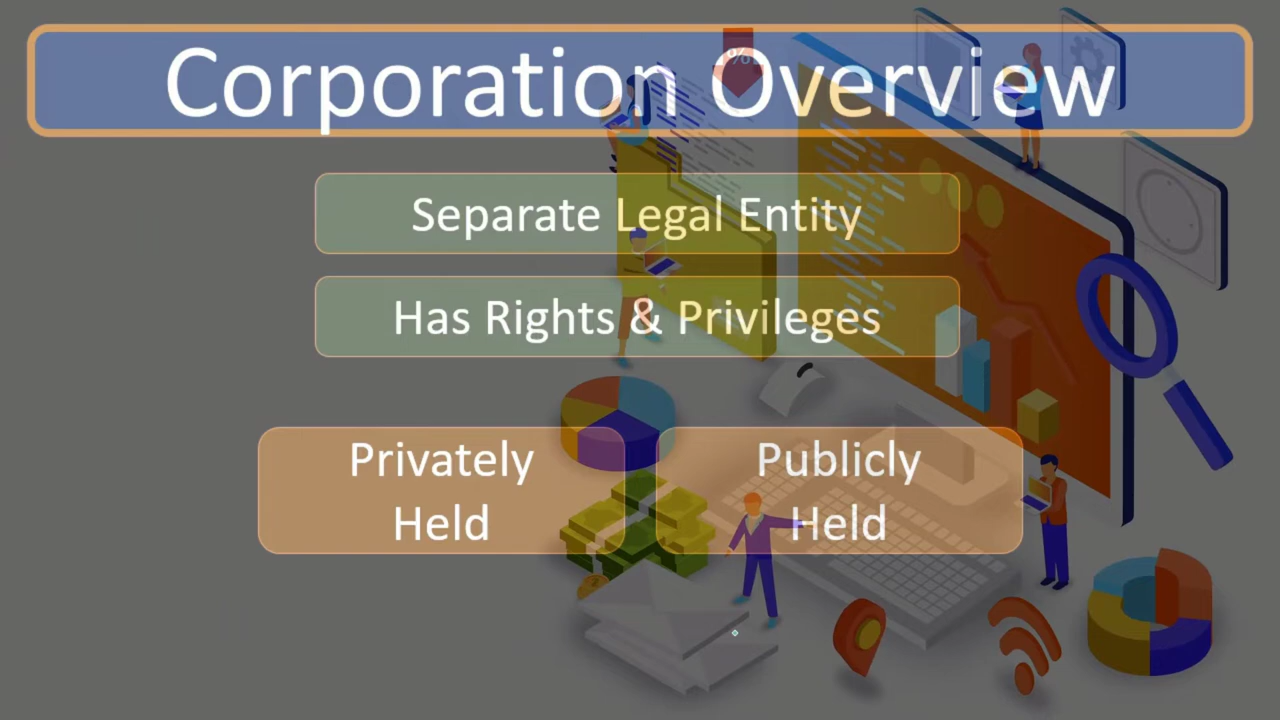 Corporation Overview
%
Separate Legal Entity
Has Rights & Privileges
Privately
Held
Publicly
Held